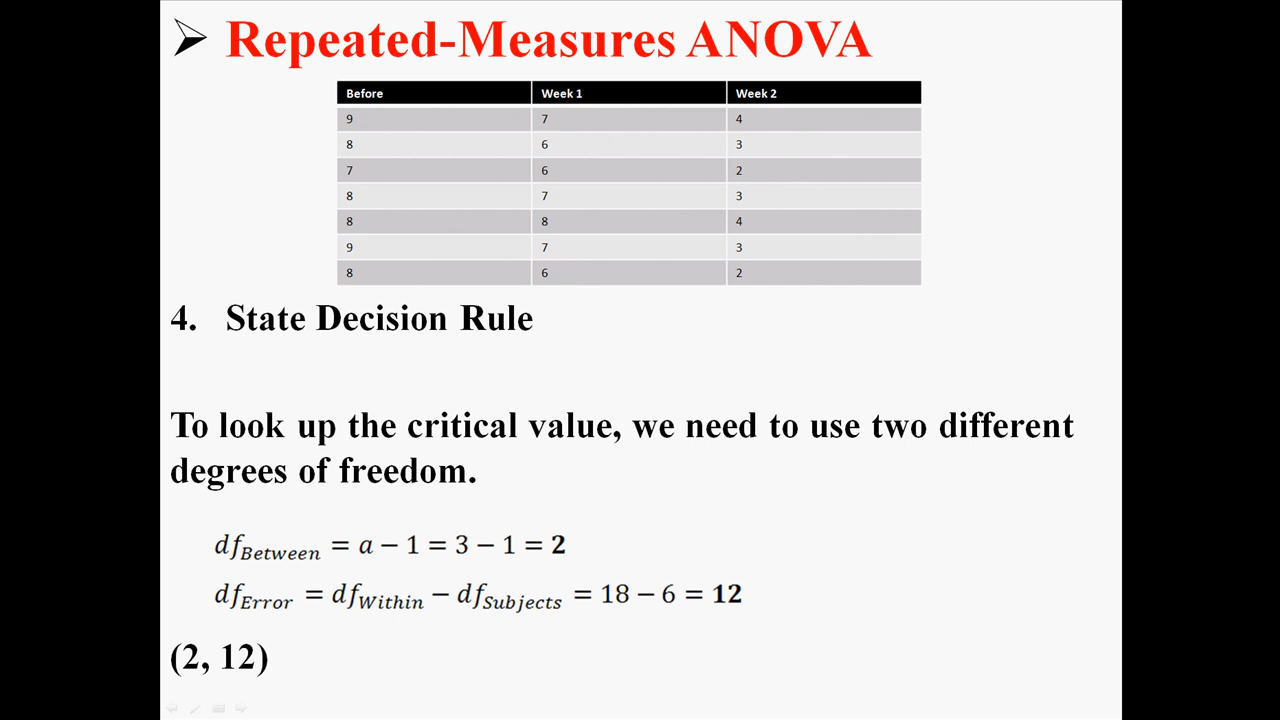 Repeated-Measures ANOVA
Before Week 1 Week 2
9 7 4
8 6 3
7 6 2
8 7 3
8 8 4
9 7 3
8 6 2
4. State Decision Rule
To look up the critical value, we need to use two different
degrees of freedom.
df_Between = a − 1 = 3 − 1 = 2
df_Error = df_Within − df_Subjects = 18 − 6 = 12
(2, 12)